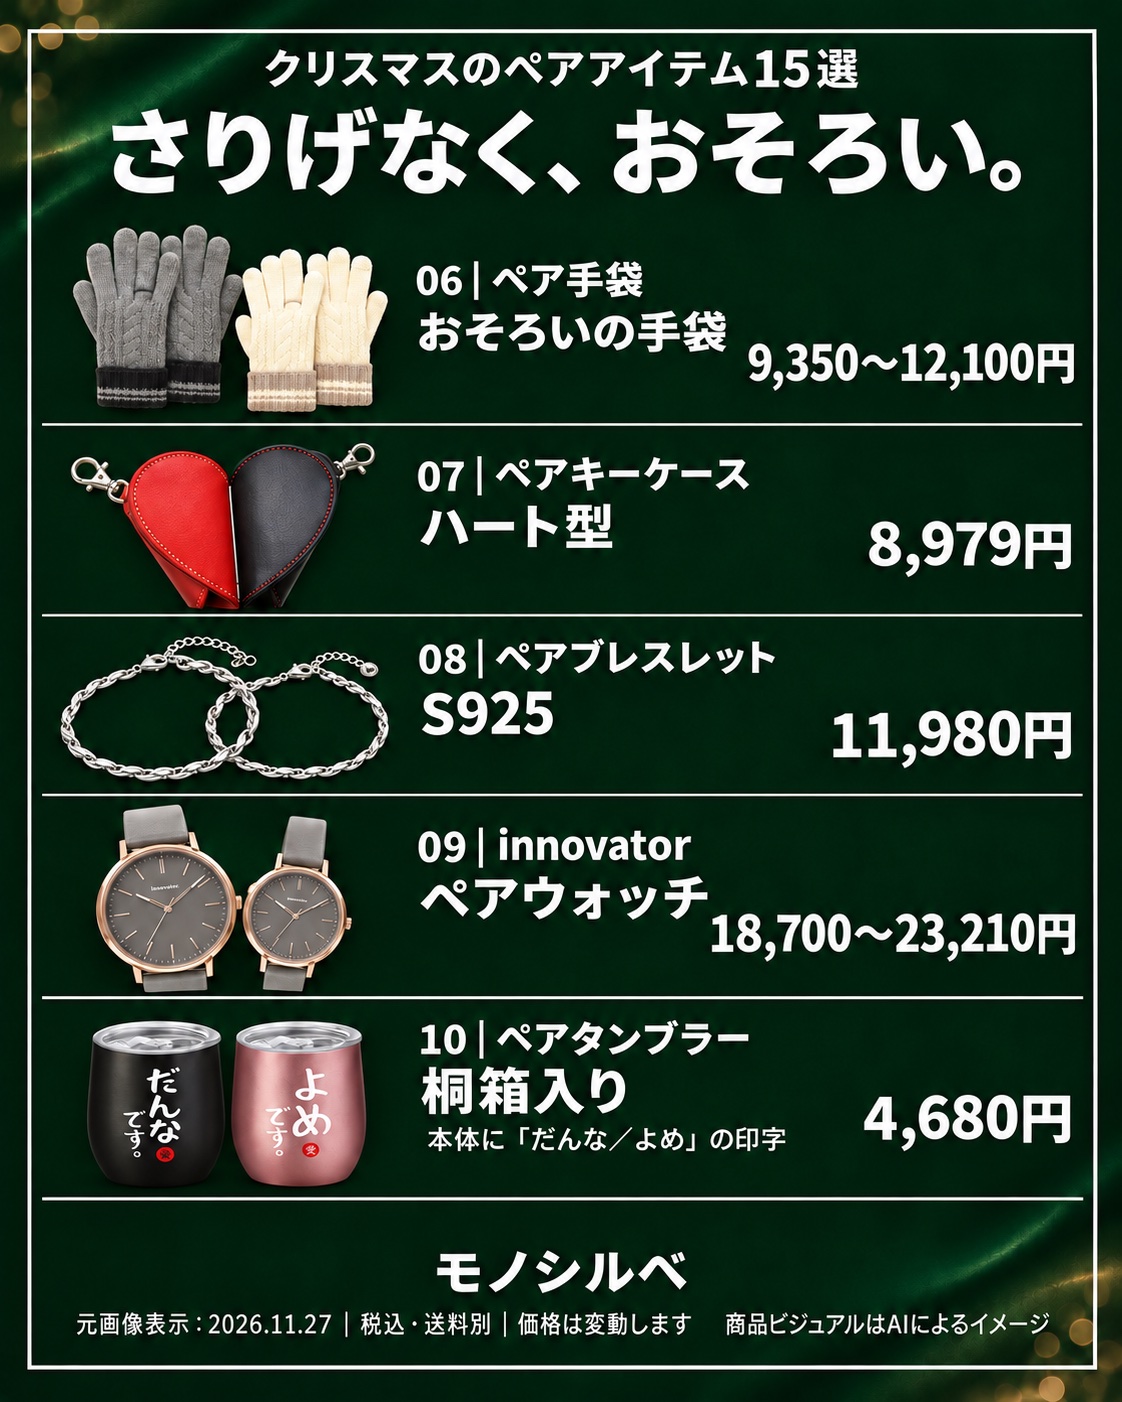 クリスマスのペアアイテム15選
さりげなく、おそろい。
06｜ペア手袋
おそろいの手袋
9,350〜12,100円
07｜ペアキーケース
ハート型
8,979円
08｜ペアブレスレット
S925
11,980円
innovator
innovator
09｜innovator
ペアウォッチ
18,700〜23,210円
だんな
です。
愛
よめ
です。
愛
10｜ペアタンブラー
桐箱入り
本体に「だんな／よめ」の印字
4,680円
モノシルベ
元画像表示：2026.11.27｜税込・送料別｜価格は変動します　商品ビジュアルはAIによるイメージ